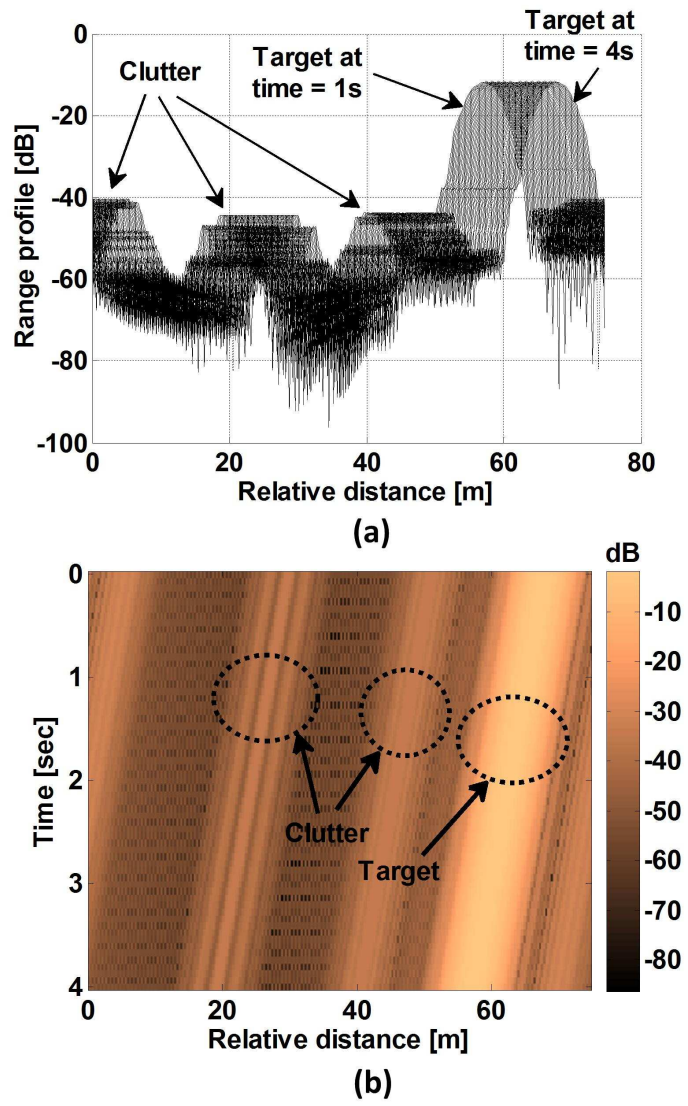 0
-20
-40
-60
-80
-100
Range profile [dB]
Clutter
Target at
time = 1s
Target at
time = 4s
0
20
40
60
80
Relative distance [m]
(a)
dB
0
1
2
3
4
Time [sec]
Clutter
Target
-10
-20
-30
-40
-50
-60
-70
-80
0
20
40
60
Relative distance [m]
(b)